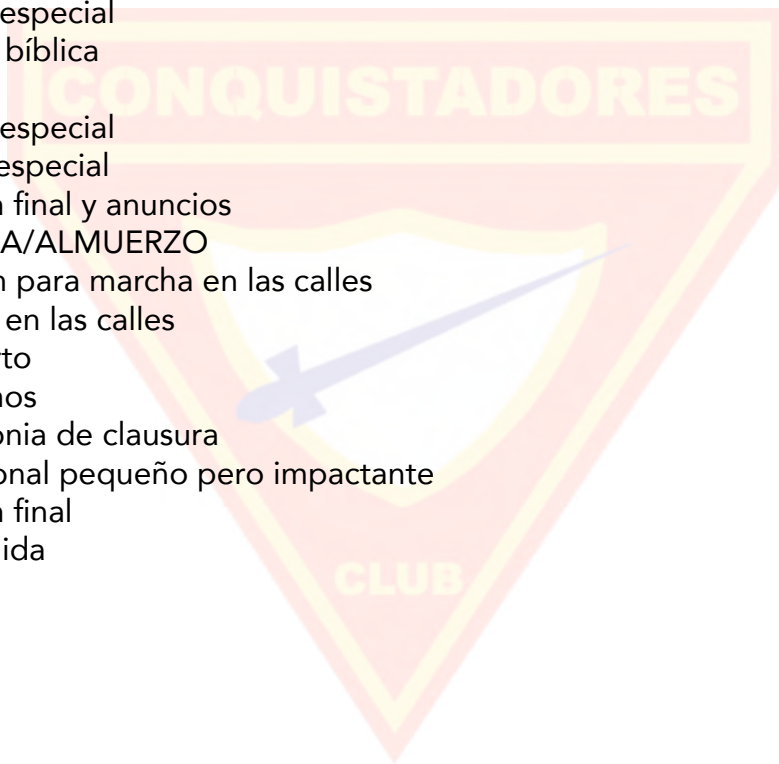 especial
bíblica
especial
especial
final y anuncios
A/ALMUERZO
n para marcha en las calles
en las calles
rto
nos
onia de clausura
onal pequeño pero impactante
final
ida
CONQUISTADORES
CLUB